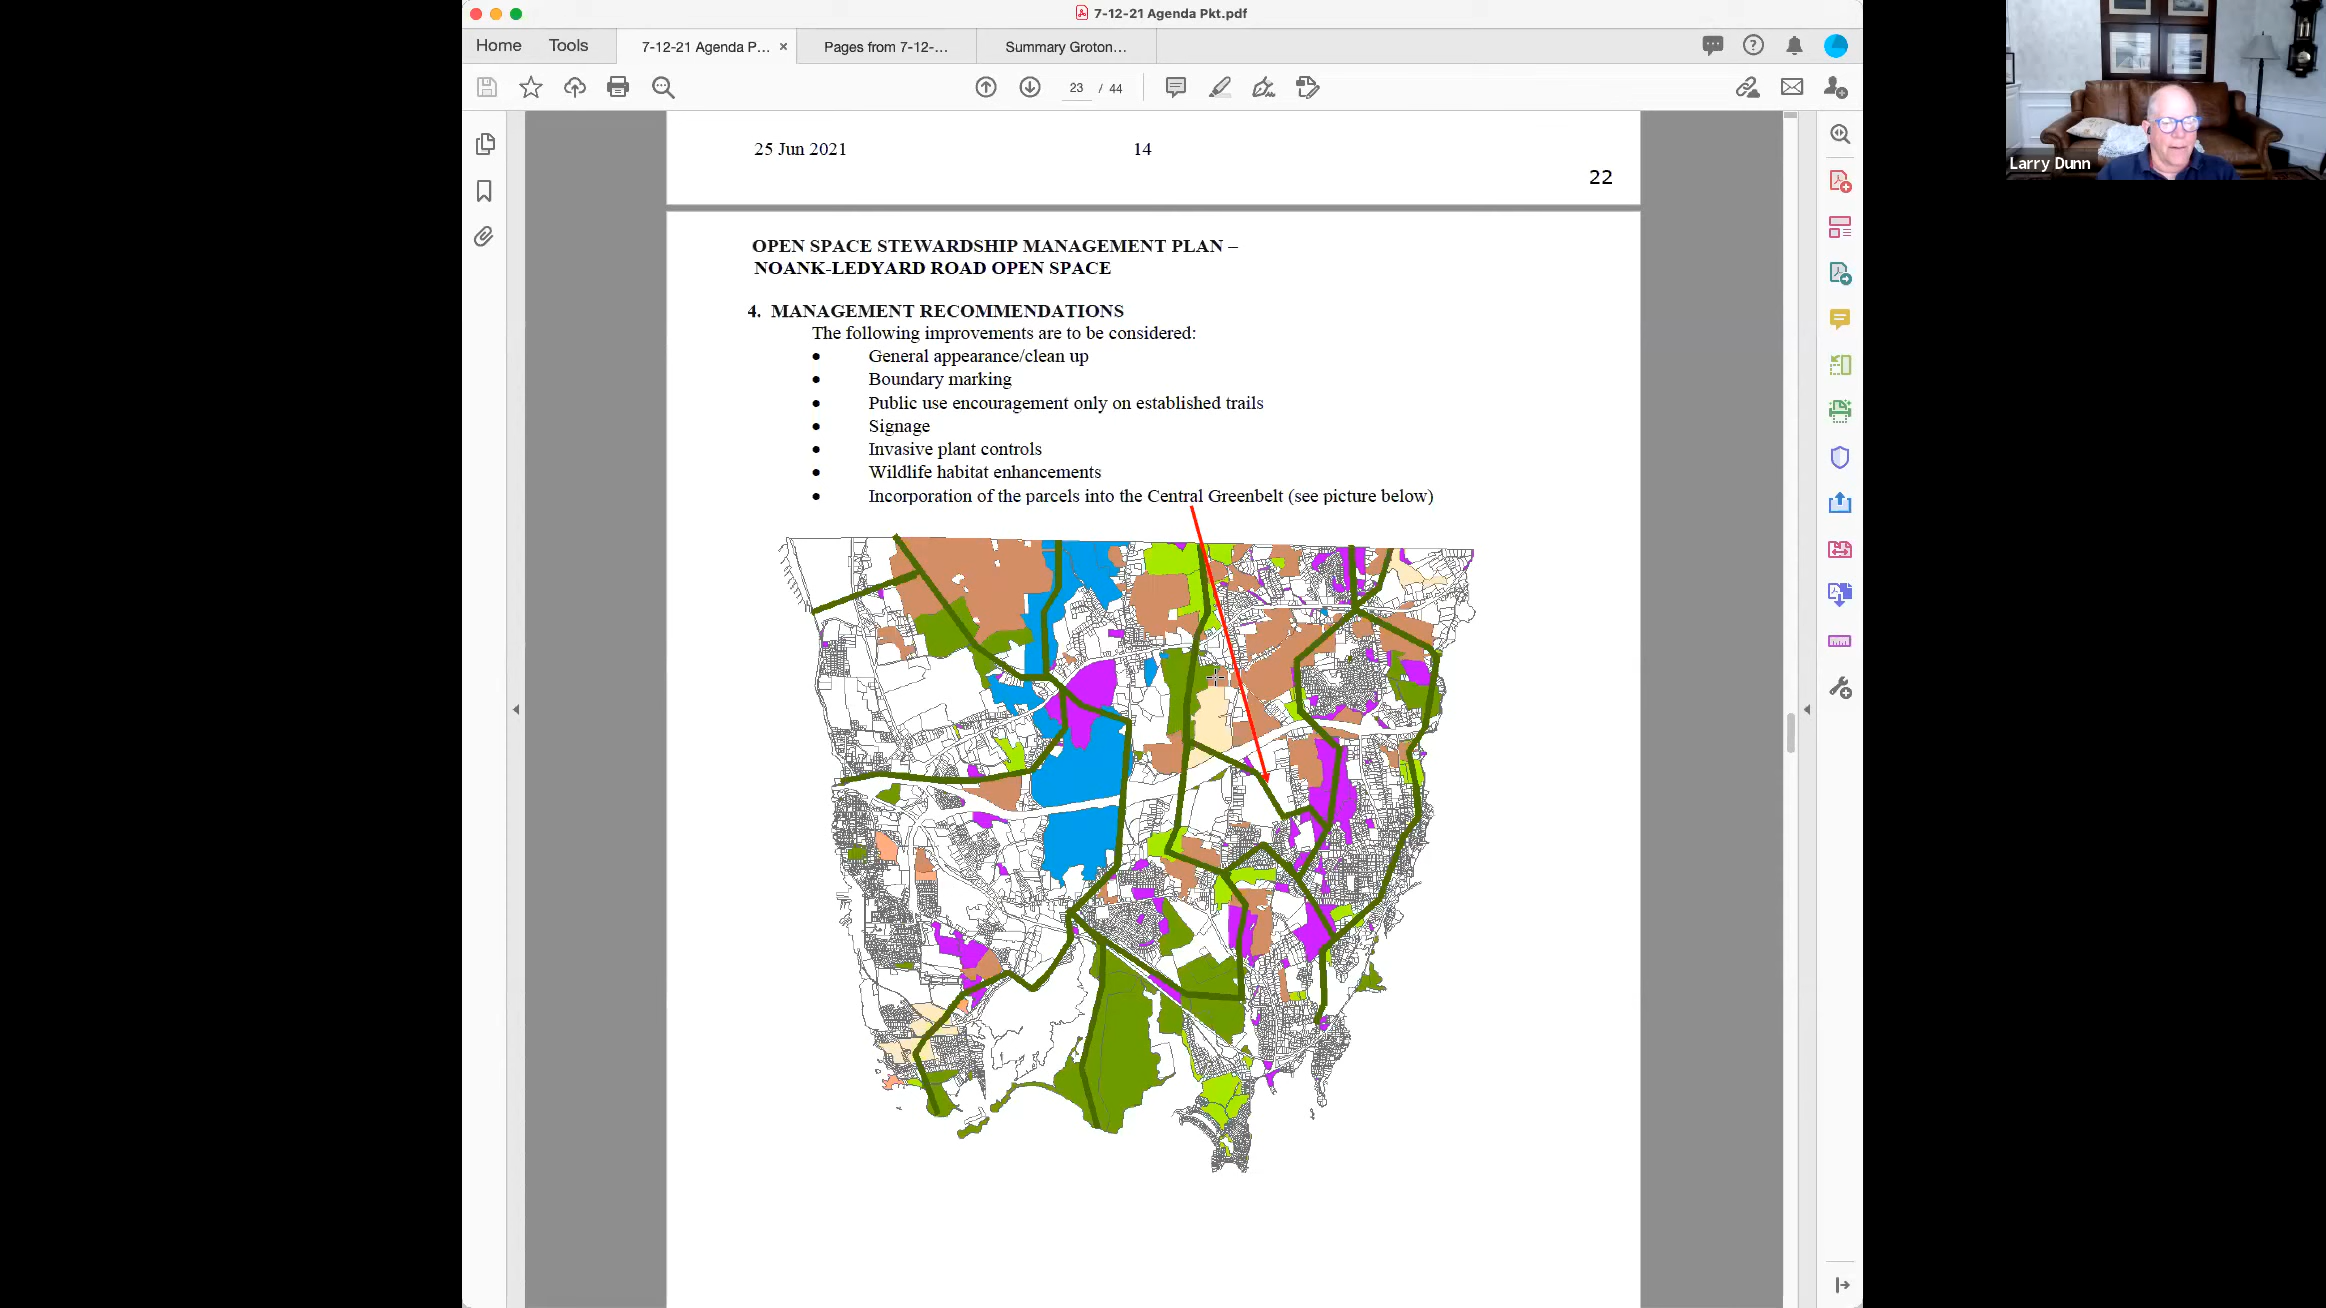 7-12-21 Agenda Pkt.pdf
Home
Tools
7-12-21 Agenda P...
Pages from 7-12-...
Summary Groton...
23 / 44
25 Jun 2021
14
22
OPEN SPACE STEWARDSHIP MANAGEMENT PLAN –
NOANK-LEDYARD ROAD OPEN SPACE
4. MANAGEMENT RECOMMENDATIONS
The following improvements are to be considered:
• General appearance/clean up
• Boundary marking
• Public use encouragement only on established trails
• Signage
• Invasive plant controls
• Wildlife habitat enhancements
• Incorporation of the parcels into the Central Greenbelt (see picture below)
Larry Dunn